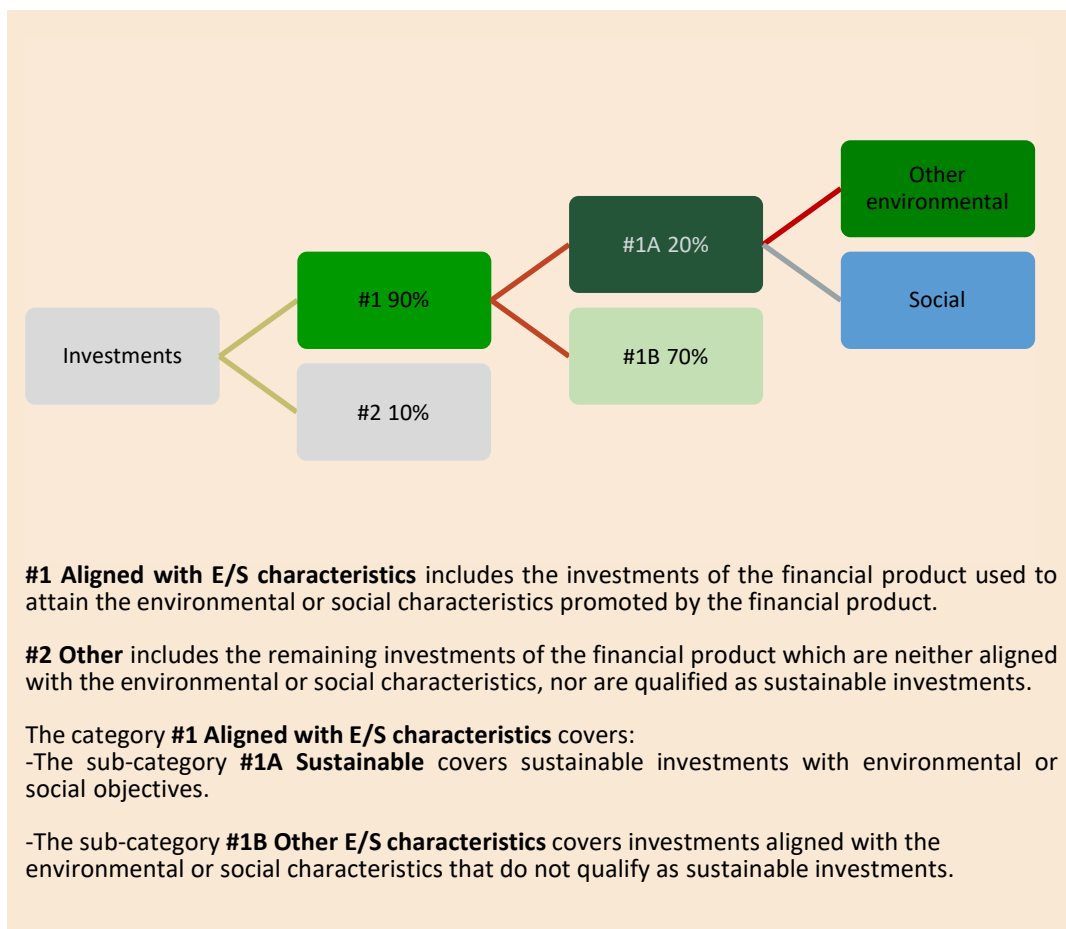 Other
environmental
#1A 20%
#1 90%
Social
Investments
#1B 70%
#2 10%
#1 Aligned with E/S characteristics includes the investments of the financial product used to
attain the environmental or social characteristics promoted by the financial product.
#2 Other includes the remaining investments of the financial product which are neither aligned
with the environmental or social characteristics, nor are qualified as sustainable investments.
The category #1 Aligned with E/S characteristics covers:
-The sub-category #1A Sustainable covers sustainable investments with environmental or
social objectives.
-The sub-category #1B Other E/S characteristics covers investments aligned with the
environmental or social characteristics that do not qualify as sustainable investments.